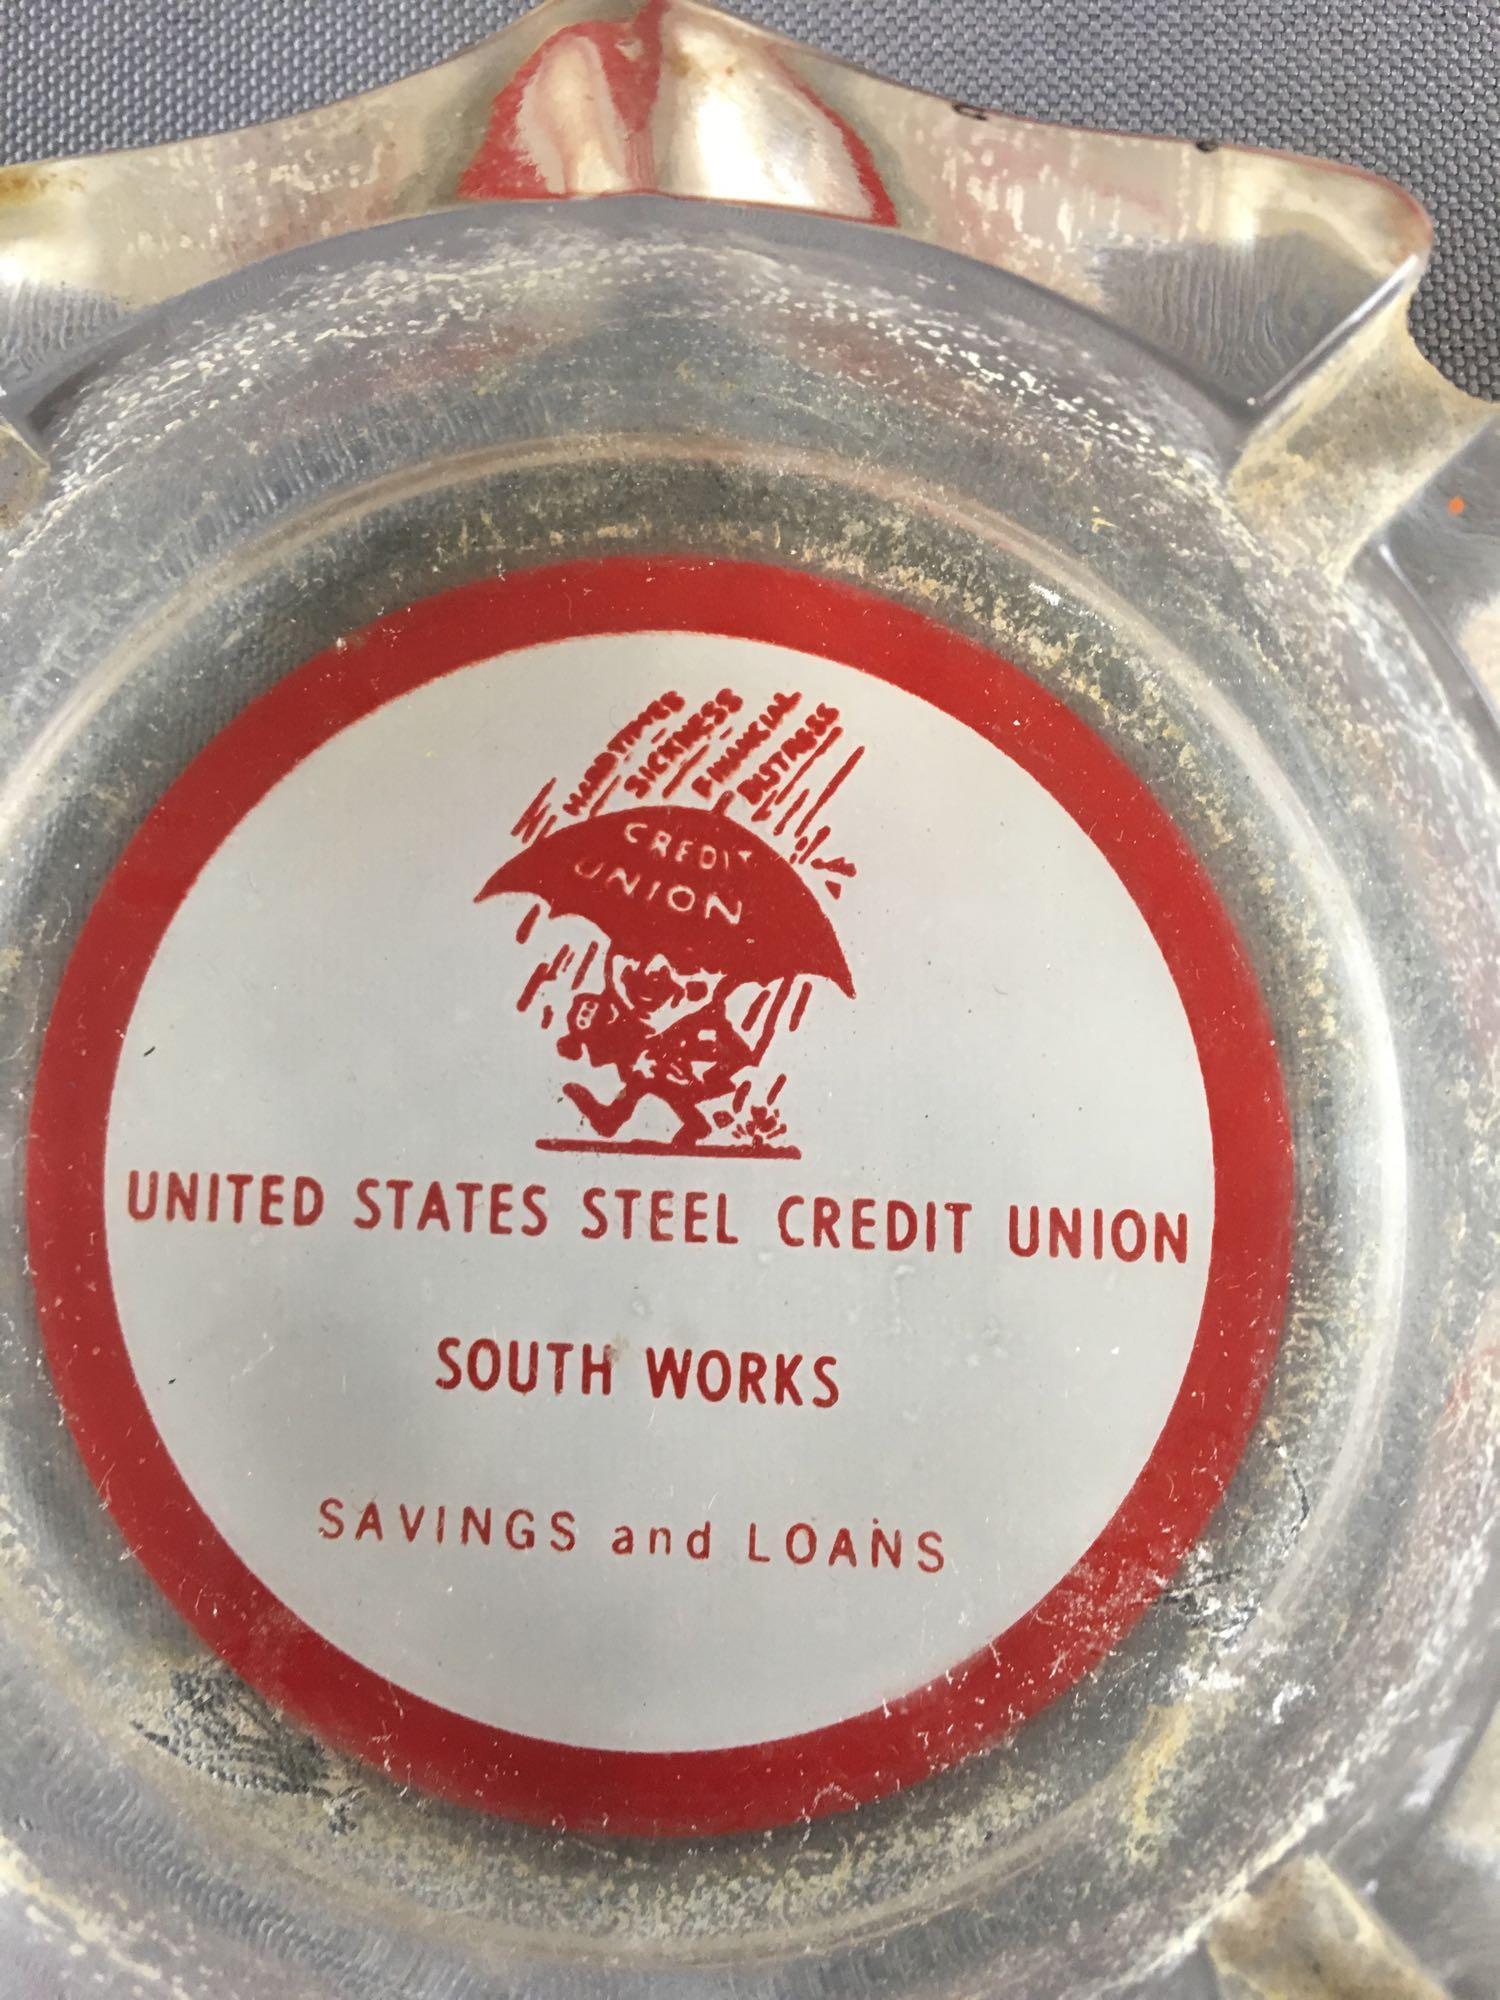 HARD TIMES
SICKNESS
FINANCIAL
DISTRESS
CREDIT
UNION
UNITED STATES STEEL CREDIT UNION
SOUTH WORKS
SAVINGS and LOANS